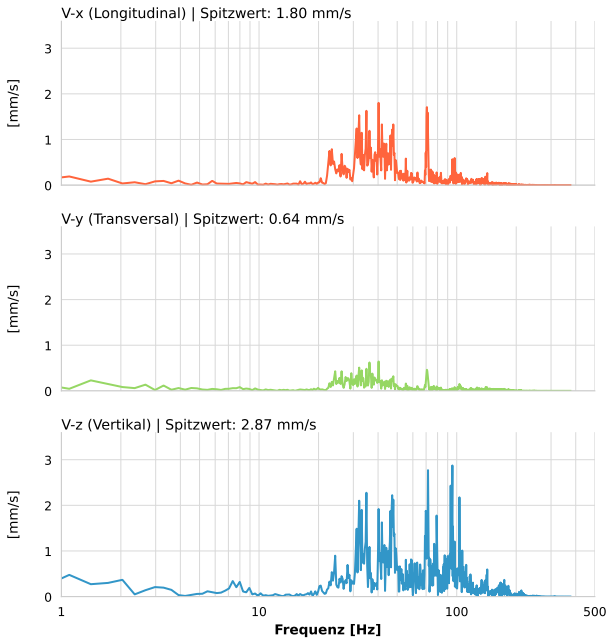 V-x (Longitudinal) | Spitzwert: 1.80 mm/s
3
2
1
0
[mm/s]
V-y (Transversal) | Spitzwert: 0.64 mm/s
3
2
1
0
[mm/s]
V-z (Vertikal) | Spitzwert: 2.87 mm/s
3
2
1
0
[mm/s]
1 10 100 500
Frequenz [Hz]